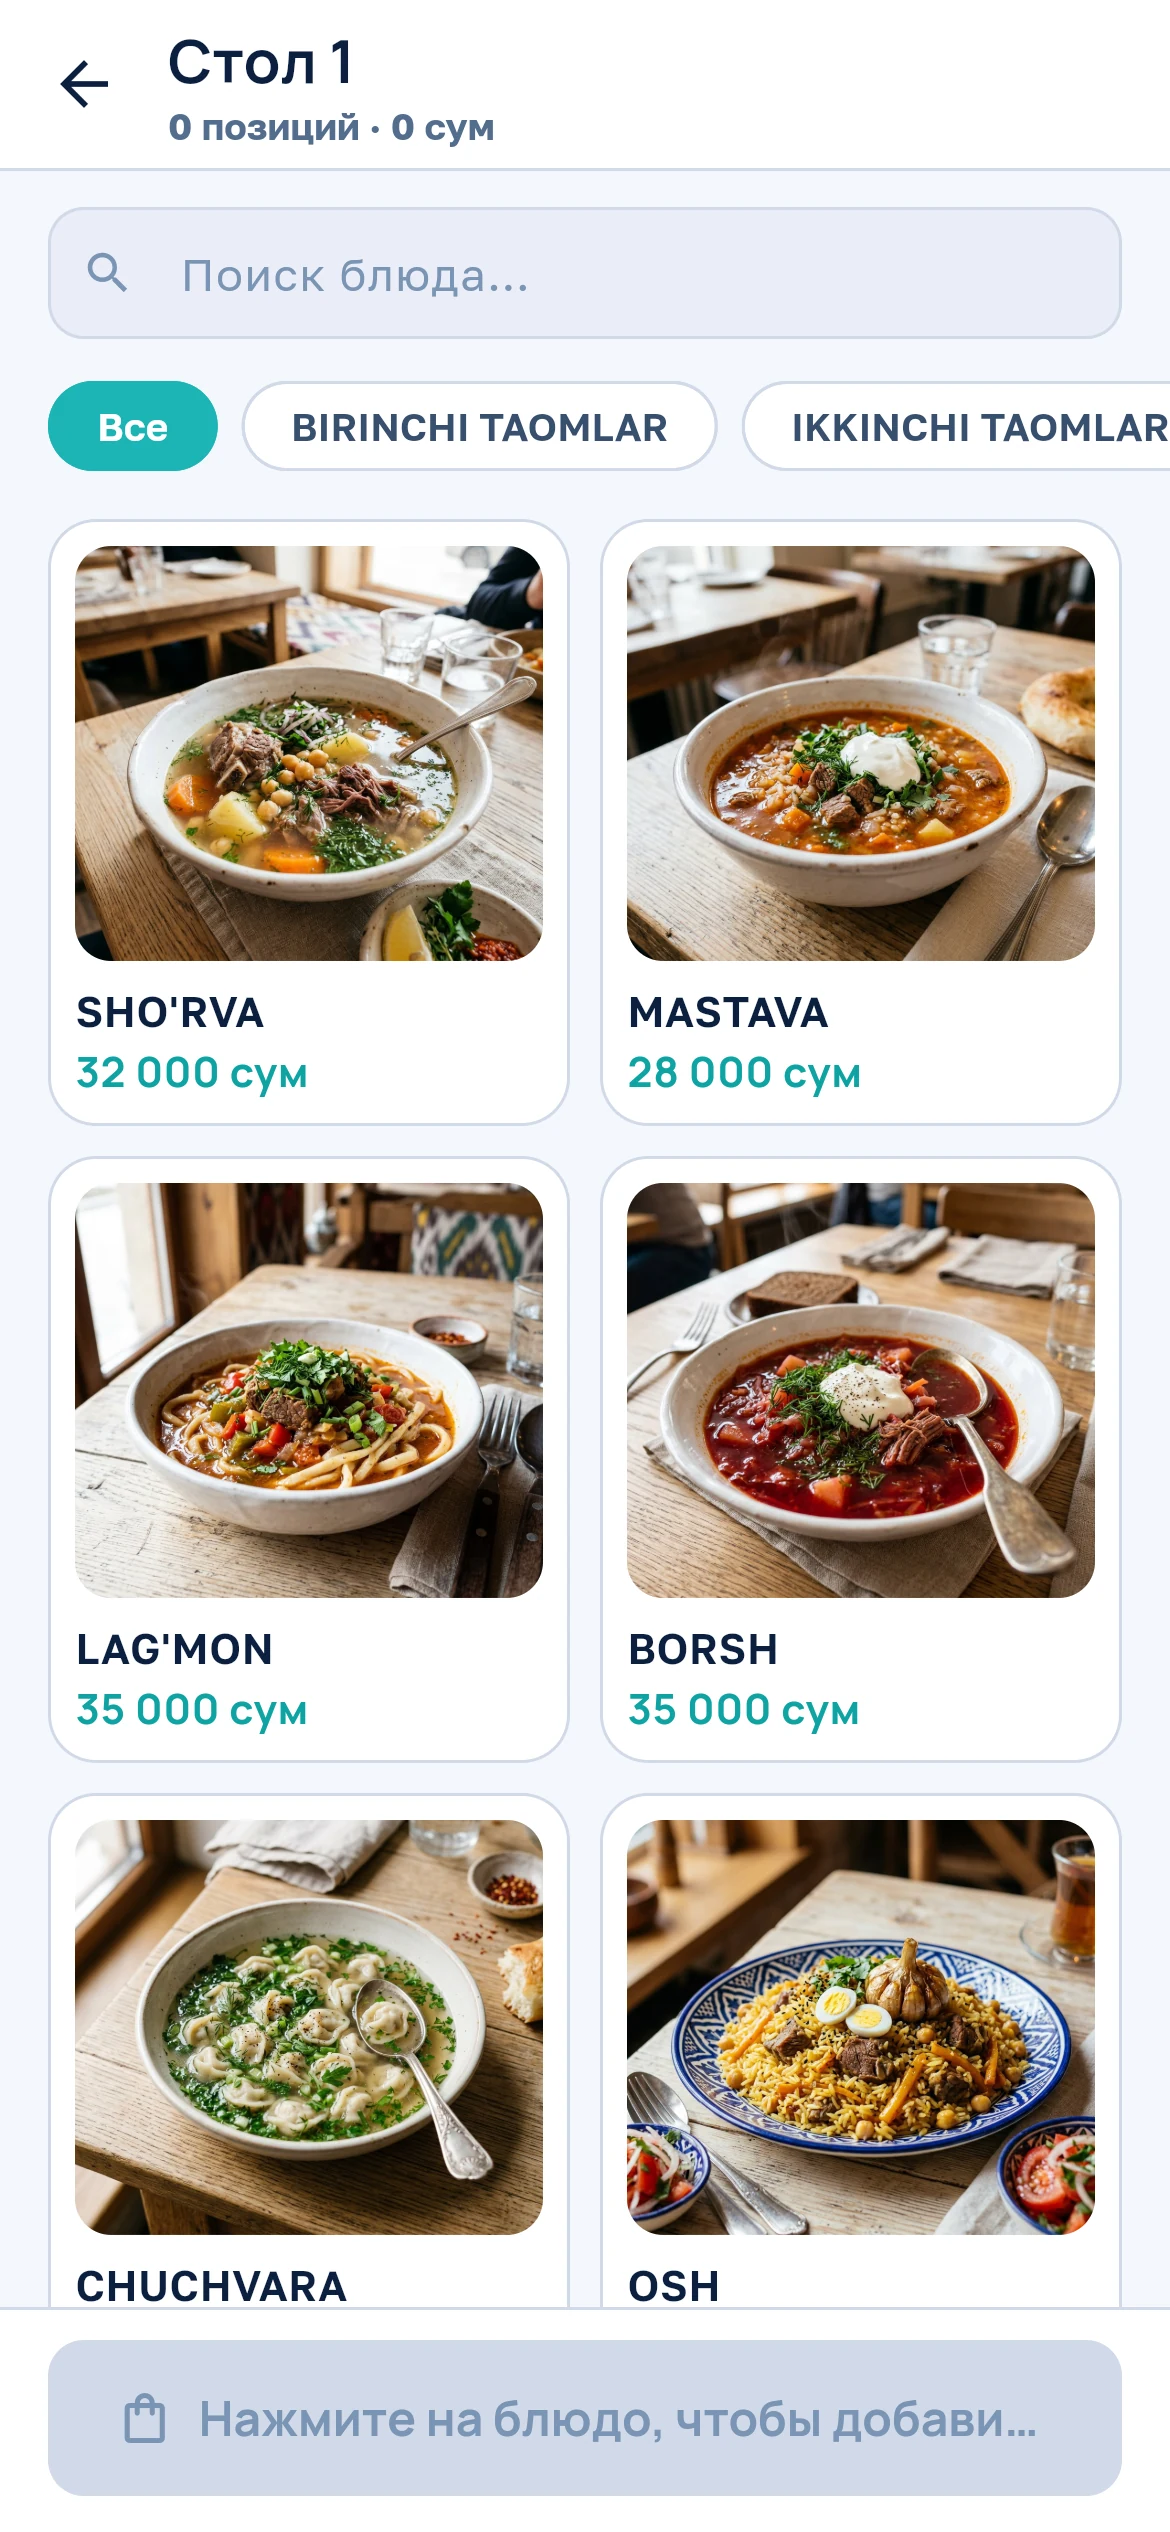 Стол 1
0 позиций · 0 сум
Поиск блюда...
Все
BIRINCHI TAOMLAR
IKKINCHI TAOMLAR
SHO'RVA
32 000 сум
MASTAVA
28 000 сум
LAG'MON
35 000 сум
BORSH
35 000 сум
CHUCHVARA
OSH
Нажмите на блюдо, чтобы добави...